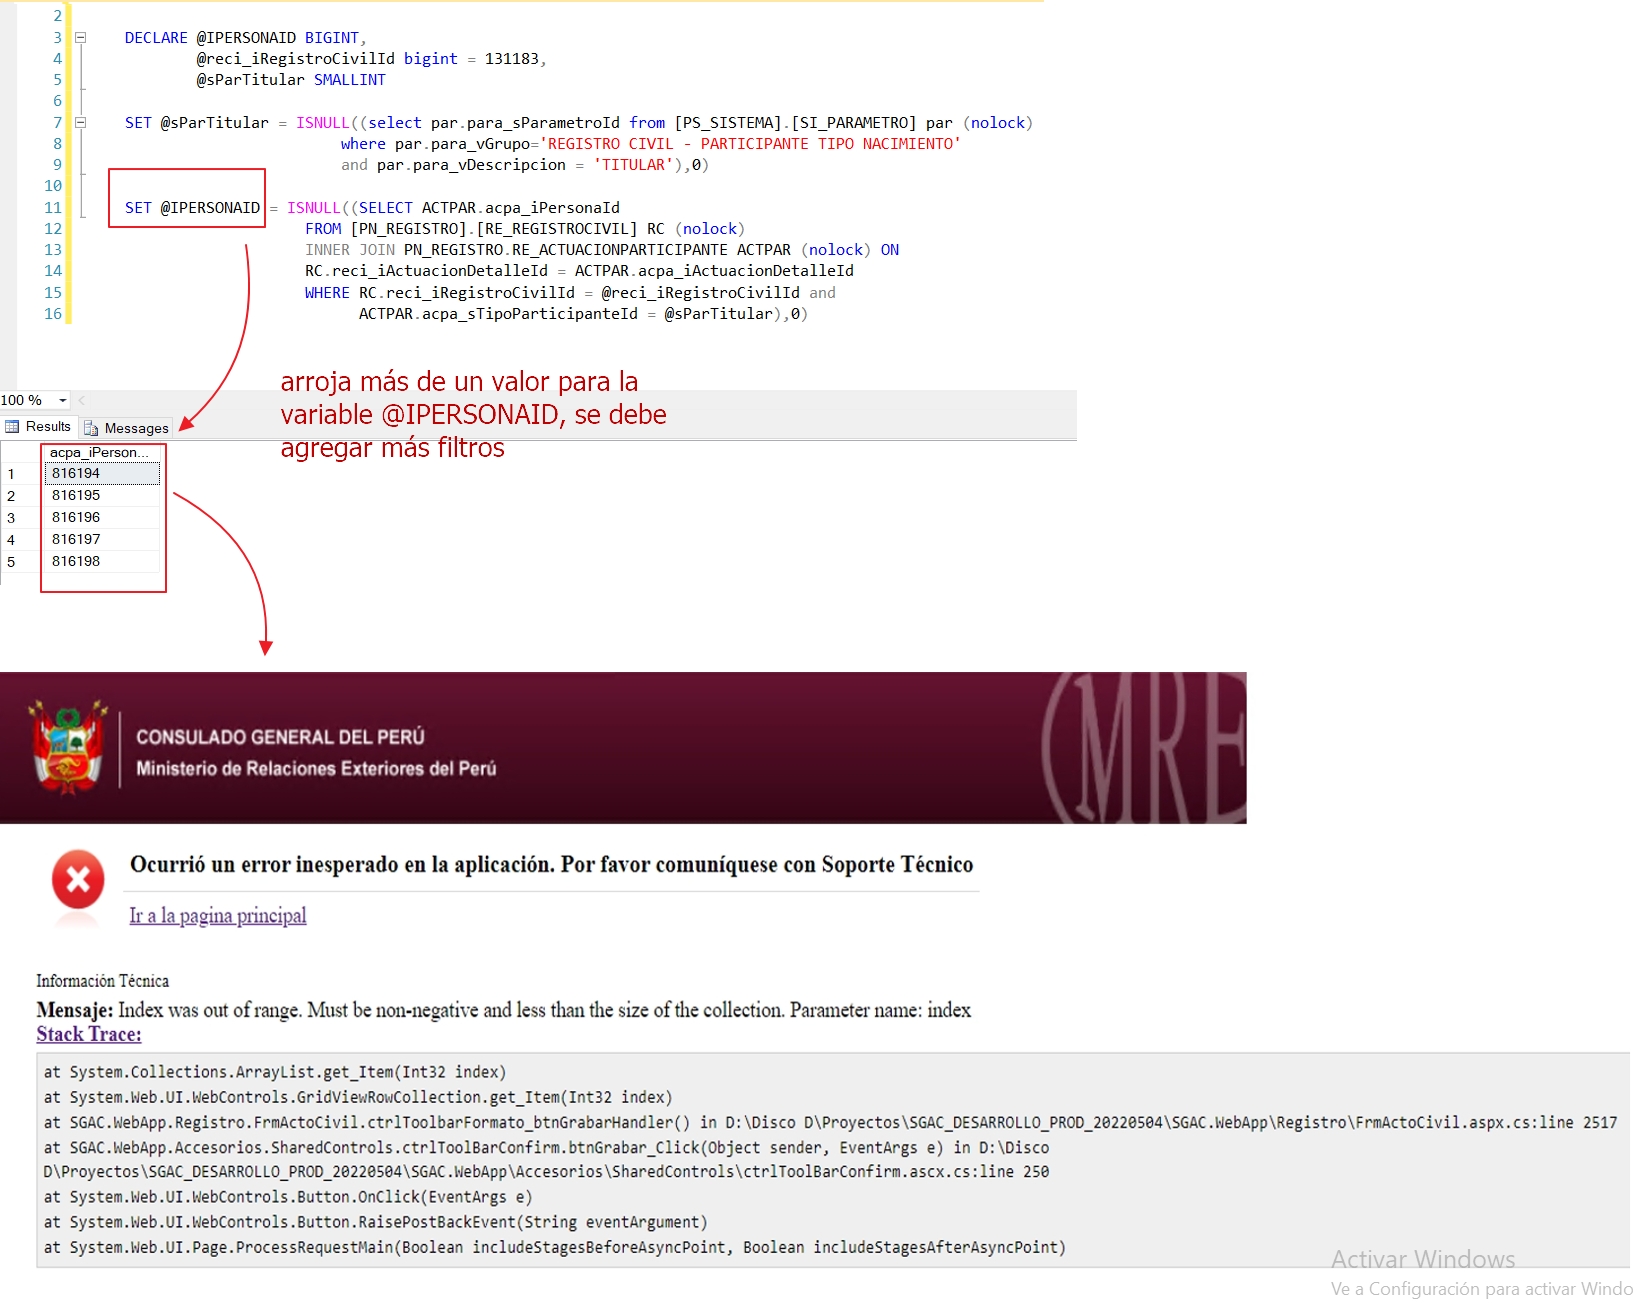 2
3 DECLARE @IPERSONAID BIGINT,
4 @reci_iRegistroCivilId bigint = 131183,
5 @sParTitular SMALLINT
6
7 SET @sParTitular = ISNULL((select par.para_sParametroId from [PS_SISTEMA].[SI_PARAMETRO] par (nolock)
8 where par.para_vGrupo='REGISTRO CIVIL - PARTICIPANTE TIPO NACIMIENTO'
9 and par.para_vDescripcion = 'TITULAR'),0)
10
11 SET @IPERSONAID = ISNULL((SELECT ACTPAR.acpa_iPersonaId
12 FROM [PN_REGISTRO].[RE_REGISTROCIVIL] RC (nolock)
13 INNER JOIN PN_REGISTRO.RE_ACTUACIONPARTICIPANTE ACTPAR (nolock) ON
14 RC.reci_iActuacionDetalleId = ACTPAR.acpa_iActuacionDetalleId
15 WHERE RC.reci_iRegistroCivilId = @reci_iRegistroCivilId and
16 ACTPAR.acpa_sTipoParticipanteId = @sParTitular),0)
arroja más de un valor para la
variable @IPERSONAID, se debe
agregar más filtros
100 %
Results Messages
acpa_iPerson...
1 816194
2 816195
3 816196
4 816197
5 816198
CONSULADO GENERAL DEL PERÚ
Ministerio de Relaciones Exteriores del Perú
MRE
Ocurrió un error inesperado en la aplicación. Por favor comuníquese con Soporte Técnico
Ir a la pagina principal
Información Técnica
Mensaje: Index was out of range. Must be non-negative and less than the size of the collection. Parameter name: index
Stack Trace:
at System.Collections.ArrayList.get_Item(Int32 index)
at System.Web.UI.WebControls.GridViewRowCollection.get_Item(Int32 index)
at SGAC.WebApp.Registro.FrmActoCivil.ctrlToolbarFormato_btnGrabarHandler() in D:\Disco D\Proyectos\SGAC_DESARROLLO_PROD_20220504\SGAC.WebApp\Registro\FrmActoCivil.aspx.cs:line 2517
at SGAC.WebApp.Accesorios.SharedControls.ctrlToolBarConfirm.btnGrabar_Click(Object sender, EventArgs e) in D:\Disco
D\Proyectos\SGAC_DESARROLLO_PROD_20220504\SGAC.WebApp\Accesorios\SharedControls\ctrlToolBarConfirm.ascx.cs:line 250
at System.Web.UI.WebControls.Button.OnClick(EventArgs e)
at System.Web.UI.WebControls.Button.RaisePostBackEvent(String eventArgument)
at System.Web.UI.Page.ProcessRequestMain(Boolean includeStagesBeforeAsyncPoint, Boolean includeStagesAfterAsyncPoint)
Activar Windows
Ve a Configuración para activar Windo